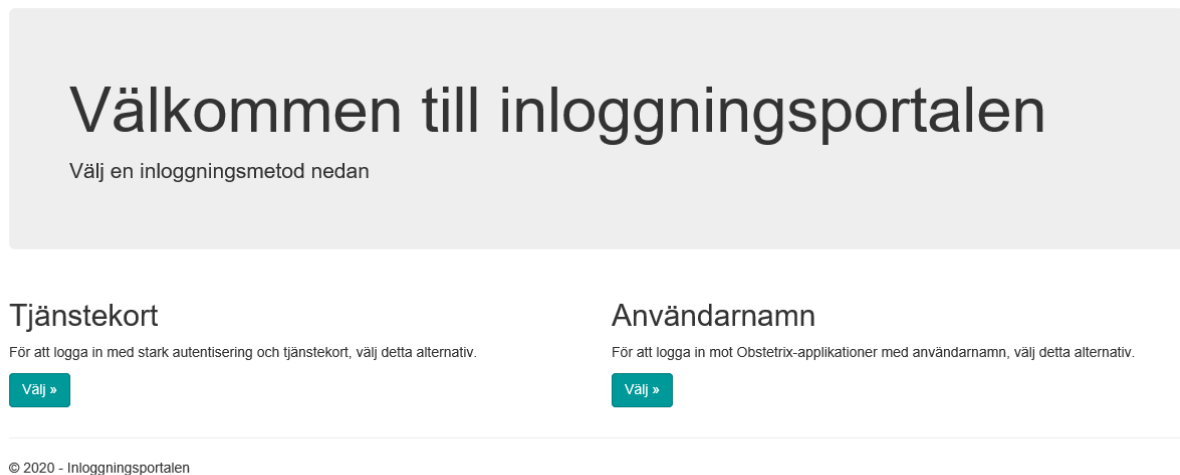 Välkommen till inloggningsportalen
Välj en inloggningsmetod nedan
Tjänstekort
För att logga in med stark autentisering och tjänstekort, välj detta alternativ.
Välj »
Användarnamn
För att logga in mot Obstetrix-applikationer med användarnamn, välj detta alternativ.
Välj »
© 2020 - Inloggningsportalen